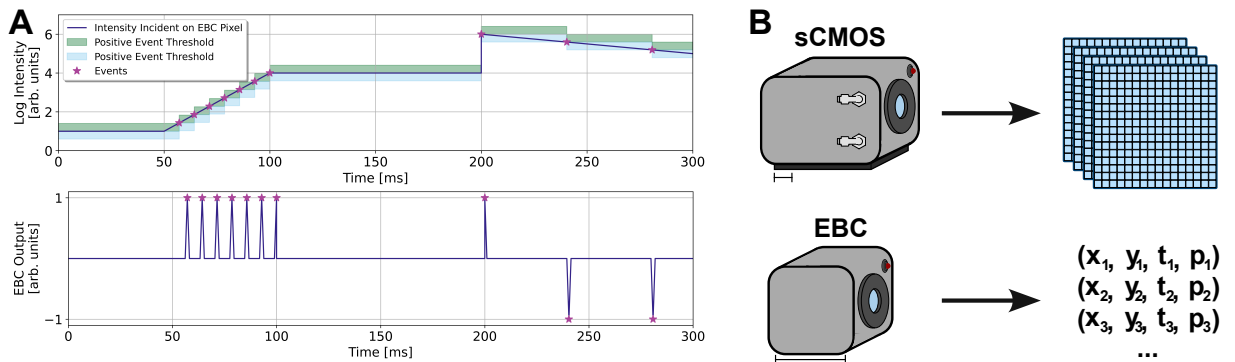 A
Log Intensity
[arb. units]
6
4
2
0
Intensity Incident on EBC Pixel
Positive Event Threshold
Positive Event Threshold
Events
0 50 100 150 200 250 300
Time [ms]
EBC Output
[arb. units]
1
0
−1
0 50 100 150 200 250 300
Time [ms]
B
sCMOS
EBC
(x₁, y₁, t₁, p₁)
(x₂, y₂, t₂, p₂)
(x₃, y₃, t₃, p₃)
...